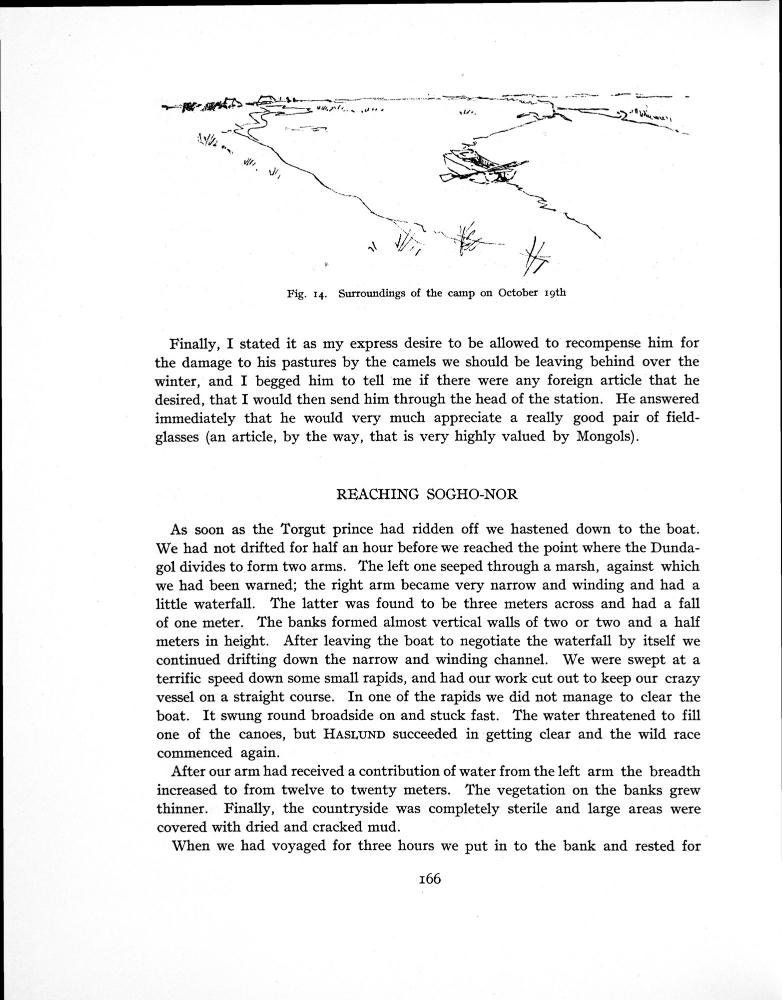 Fig. 14. Surroundings of the camp on October 19th
Finally, I stated it as my express desire to be allowed to recompense him for
the damage to his pastures by the camels we should be leaving behind over the
winter, and I begged him to tell me if there were any foreign article that he
desired, that I would then send him through the head of the station. He answered
immediately that he would very much appreciate a really good pair of field-
glasses (an article, by the way, that is very highly valued by Mongols).
REACHING SOGHO-NOR
As soon as the Torgut prince had ridden off we hastened down to the boat.
We had not drifted for half an hour before we reached the point where the Dunda-
gol divides to form two arms. The left one seeped through a marsh, against which
we had been warned; the right arm became very narrow and winding and had a
little waterfall. The latter was found to be three meters across and had a fall
of one meter. The banks formed almost vertical walls of two or two and a half
meters in height. After leaving the boat to negotiate the waterfall by itself we
continued drifting down the narrow and winding channel. We were swept at a
terrific speed down some small rapids, and had our work cut out to keep our crazy
vessel on a straight course. In one of the rapids we did not manage to clear the
boat. It swung round broadside on and stuck fast. The water threatened to fill
one of the canoes, but HASLUND succeeded in getting clear and the wild race
commenced again.
After our arm had received a contribution of water from the left arm the breadth
increased to from twelve to twenty meters. The vegetation on the banks grew
thinner. Finally, the countryside was completely sterile and large areas were
covered with dried and cracked mud.
When we had voyaged for three hours we put in to the bank and rested for
166